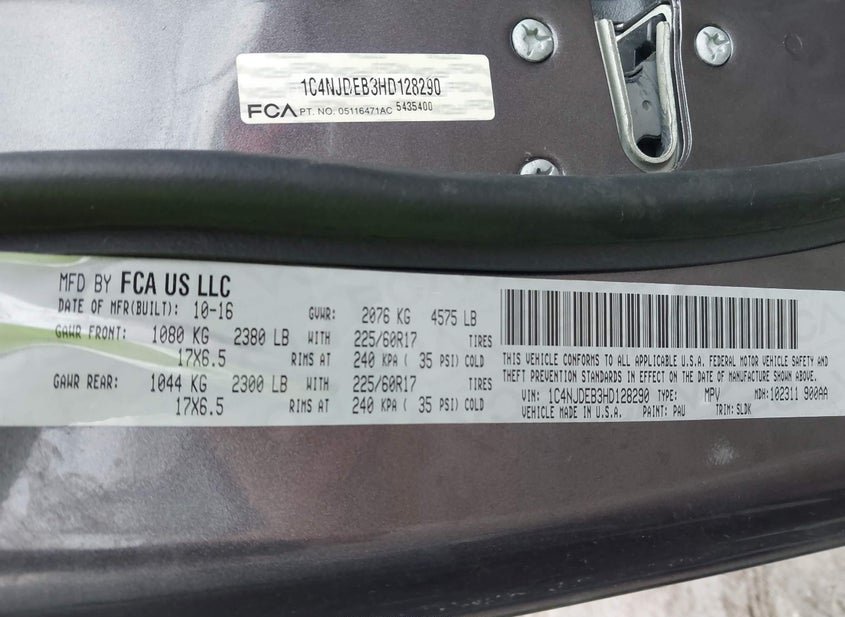 1C4NJDEB3HD128290
FCA PT. NO. 05116471AC 5435400
MFD BY FCA US LLC
DATE OF MFR(BUILT): 10-16 GVWR: 2076 KG 4575 LB
GAWR FRONT: 1080 KG 2380 LB WITH 225/60R17 TIRES
17X6.5 RIMS AT 240 KPA ( 35 PSI) COLD
GAWR REAR: 1044 KG 2300 LB WITH 225/60R17 TIRES
17X6.5 RIMS AT 240 KPA ( 35 PSI) COLD
THIS VEHICLE CONFORMS TO ALL APPLICABLE U.S.A. FEDERAL MOTOR VEHICLE SAFETY AND
THEFT PREVENTION STANDARDS IN EFFECT ON THE DATE OF MANUFACTURE SHOWN ABOVE.
VIN: 1C4NJDEB3HD128290 TYPE: MPV MDH: 102311 900AA
VEHICLE MADE IN U.S.A. PAINT: PAU TRIM: SLDK